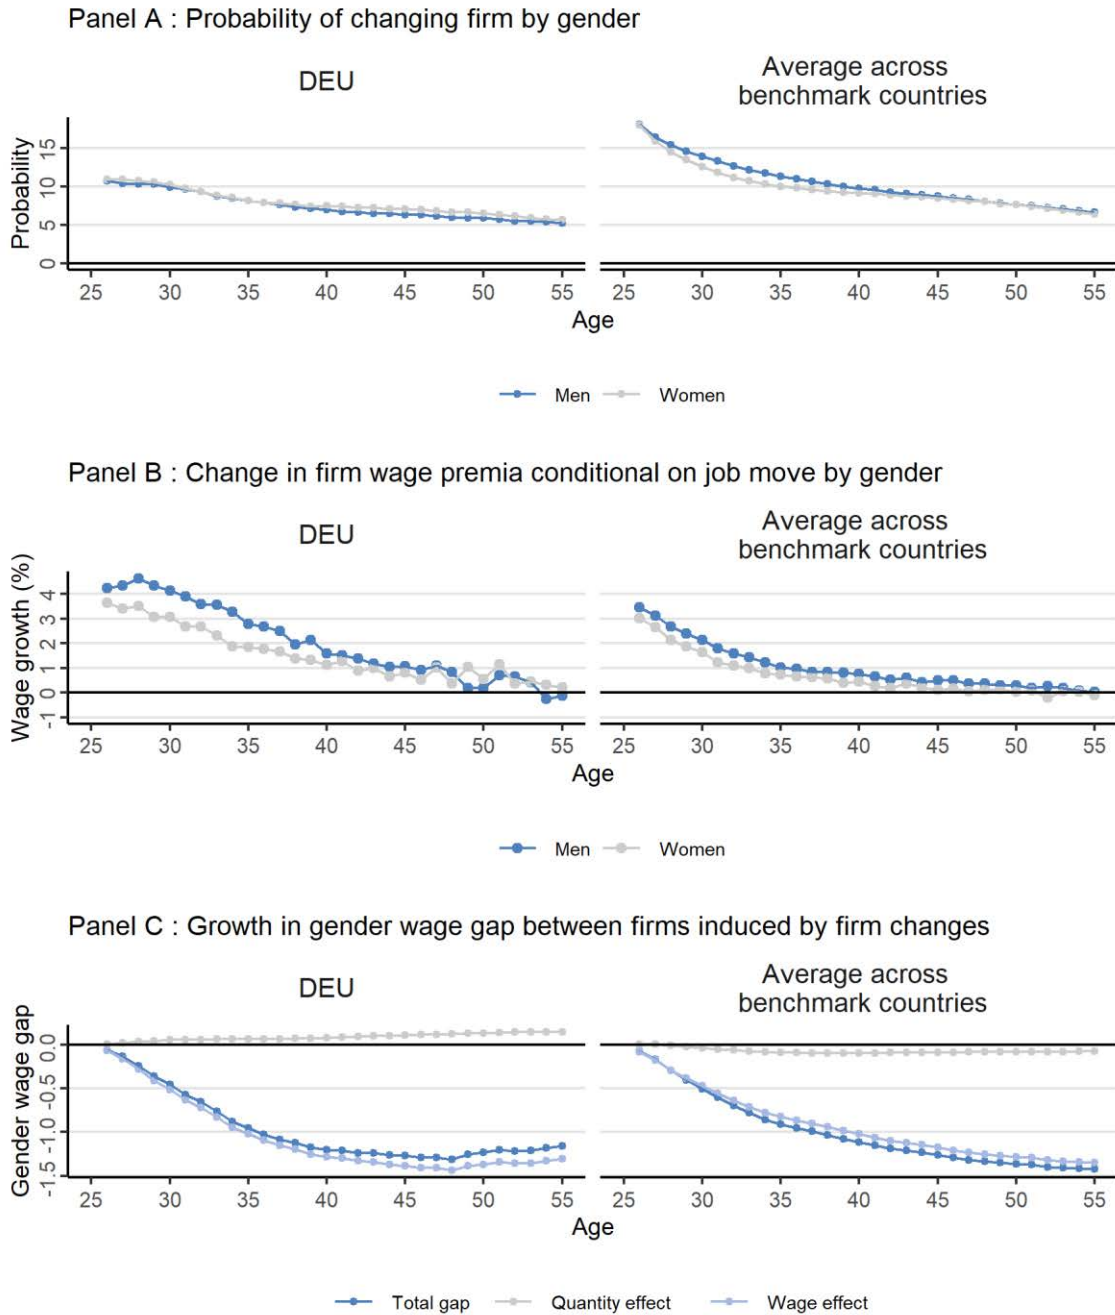 Panel A : Probability of changing firm by gender
DEU
Average across
benchmark countries
Probability
15
10
5
0
25 30 35 40 45 50 55
25 30 35 40 45 50 55
Age
Men
Women
Panel B : Change in firm wage premia conditional on job move by gender
DEU
Average across
benchmark countries
Wage growth (%)
4
3
2
1
0
-1
25 30 35 40 45 50 55
25 30 35 40 45 50 55
Age
Men
Women
Panel C : Growth in gender wage gap between firms induced by firm changes
DEU
Average across
benchmark countries
Gender wage gap
0.0
-0.5
-1.0
-1.5
25 30 35 40 45 50 55
25 30 35 40 45 50 55
Age
Total gap
Quantity effect
Wage effect